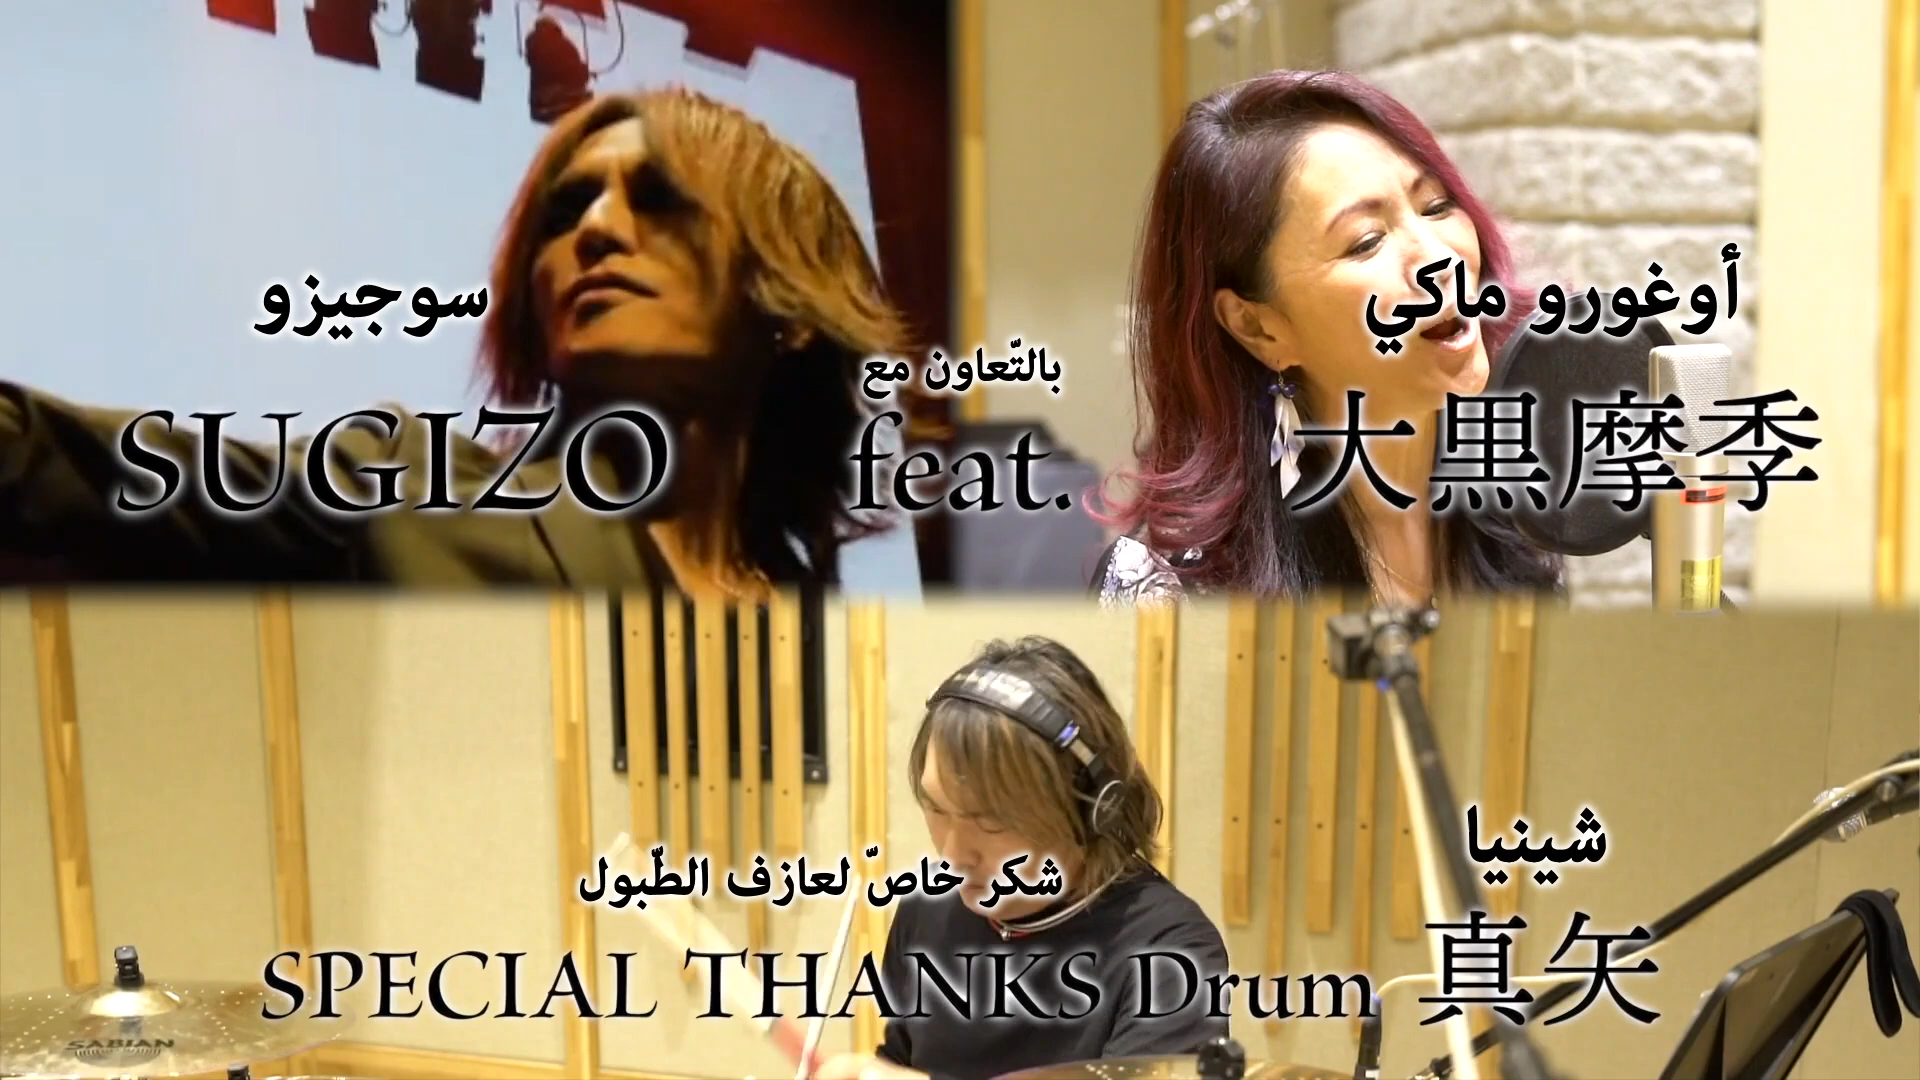 سوجيزو
أوغورو ماكي
بالتّعاون مع
SUGIZO feat. 大黒摩季
شينيا
شكر خاصّ لعازف الطّبول
SPECIAL THANKS Drum 真矢
SABIAN